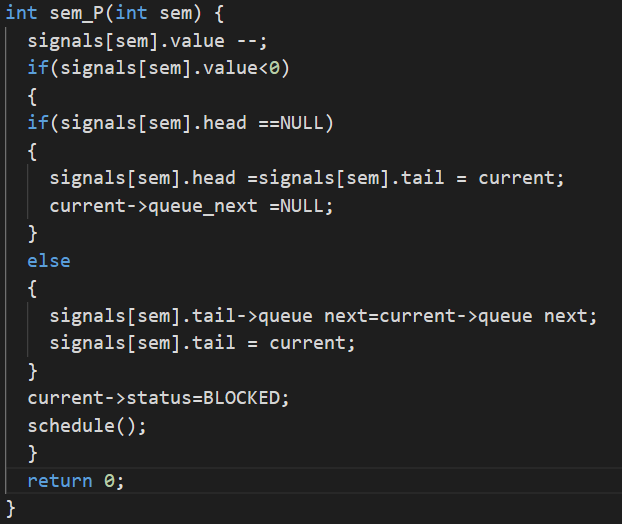 int sem_P(int sem) {
signals[sem].value --;
if(signals[sem].value<0)
{
if(signals[sem].head ==NULL)
{
signals[sem].head =signals[sem].tail = current;
current->queue_next =NULL;
}
else
{
signals[sem].tail->queue next=current->queue next;
signals[sem].tail = current;
}
current->status=BLOCKED;
schedule();
}
return 0;
}